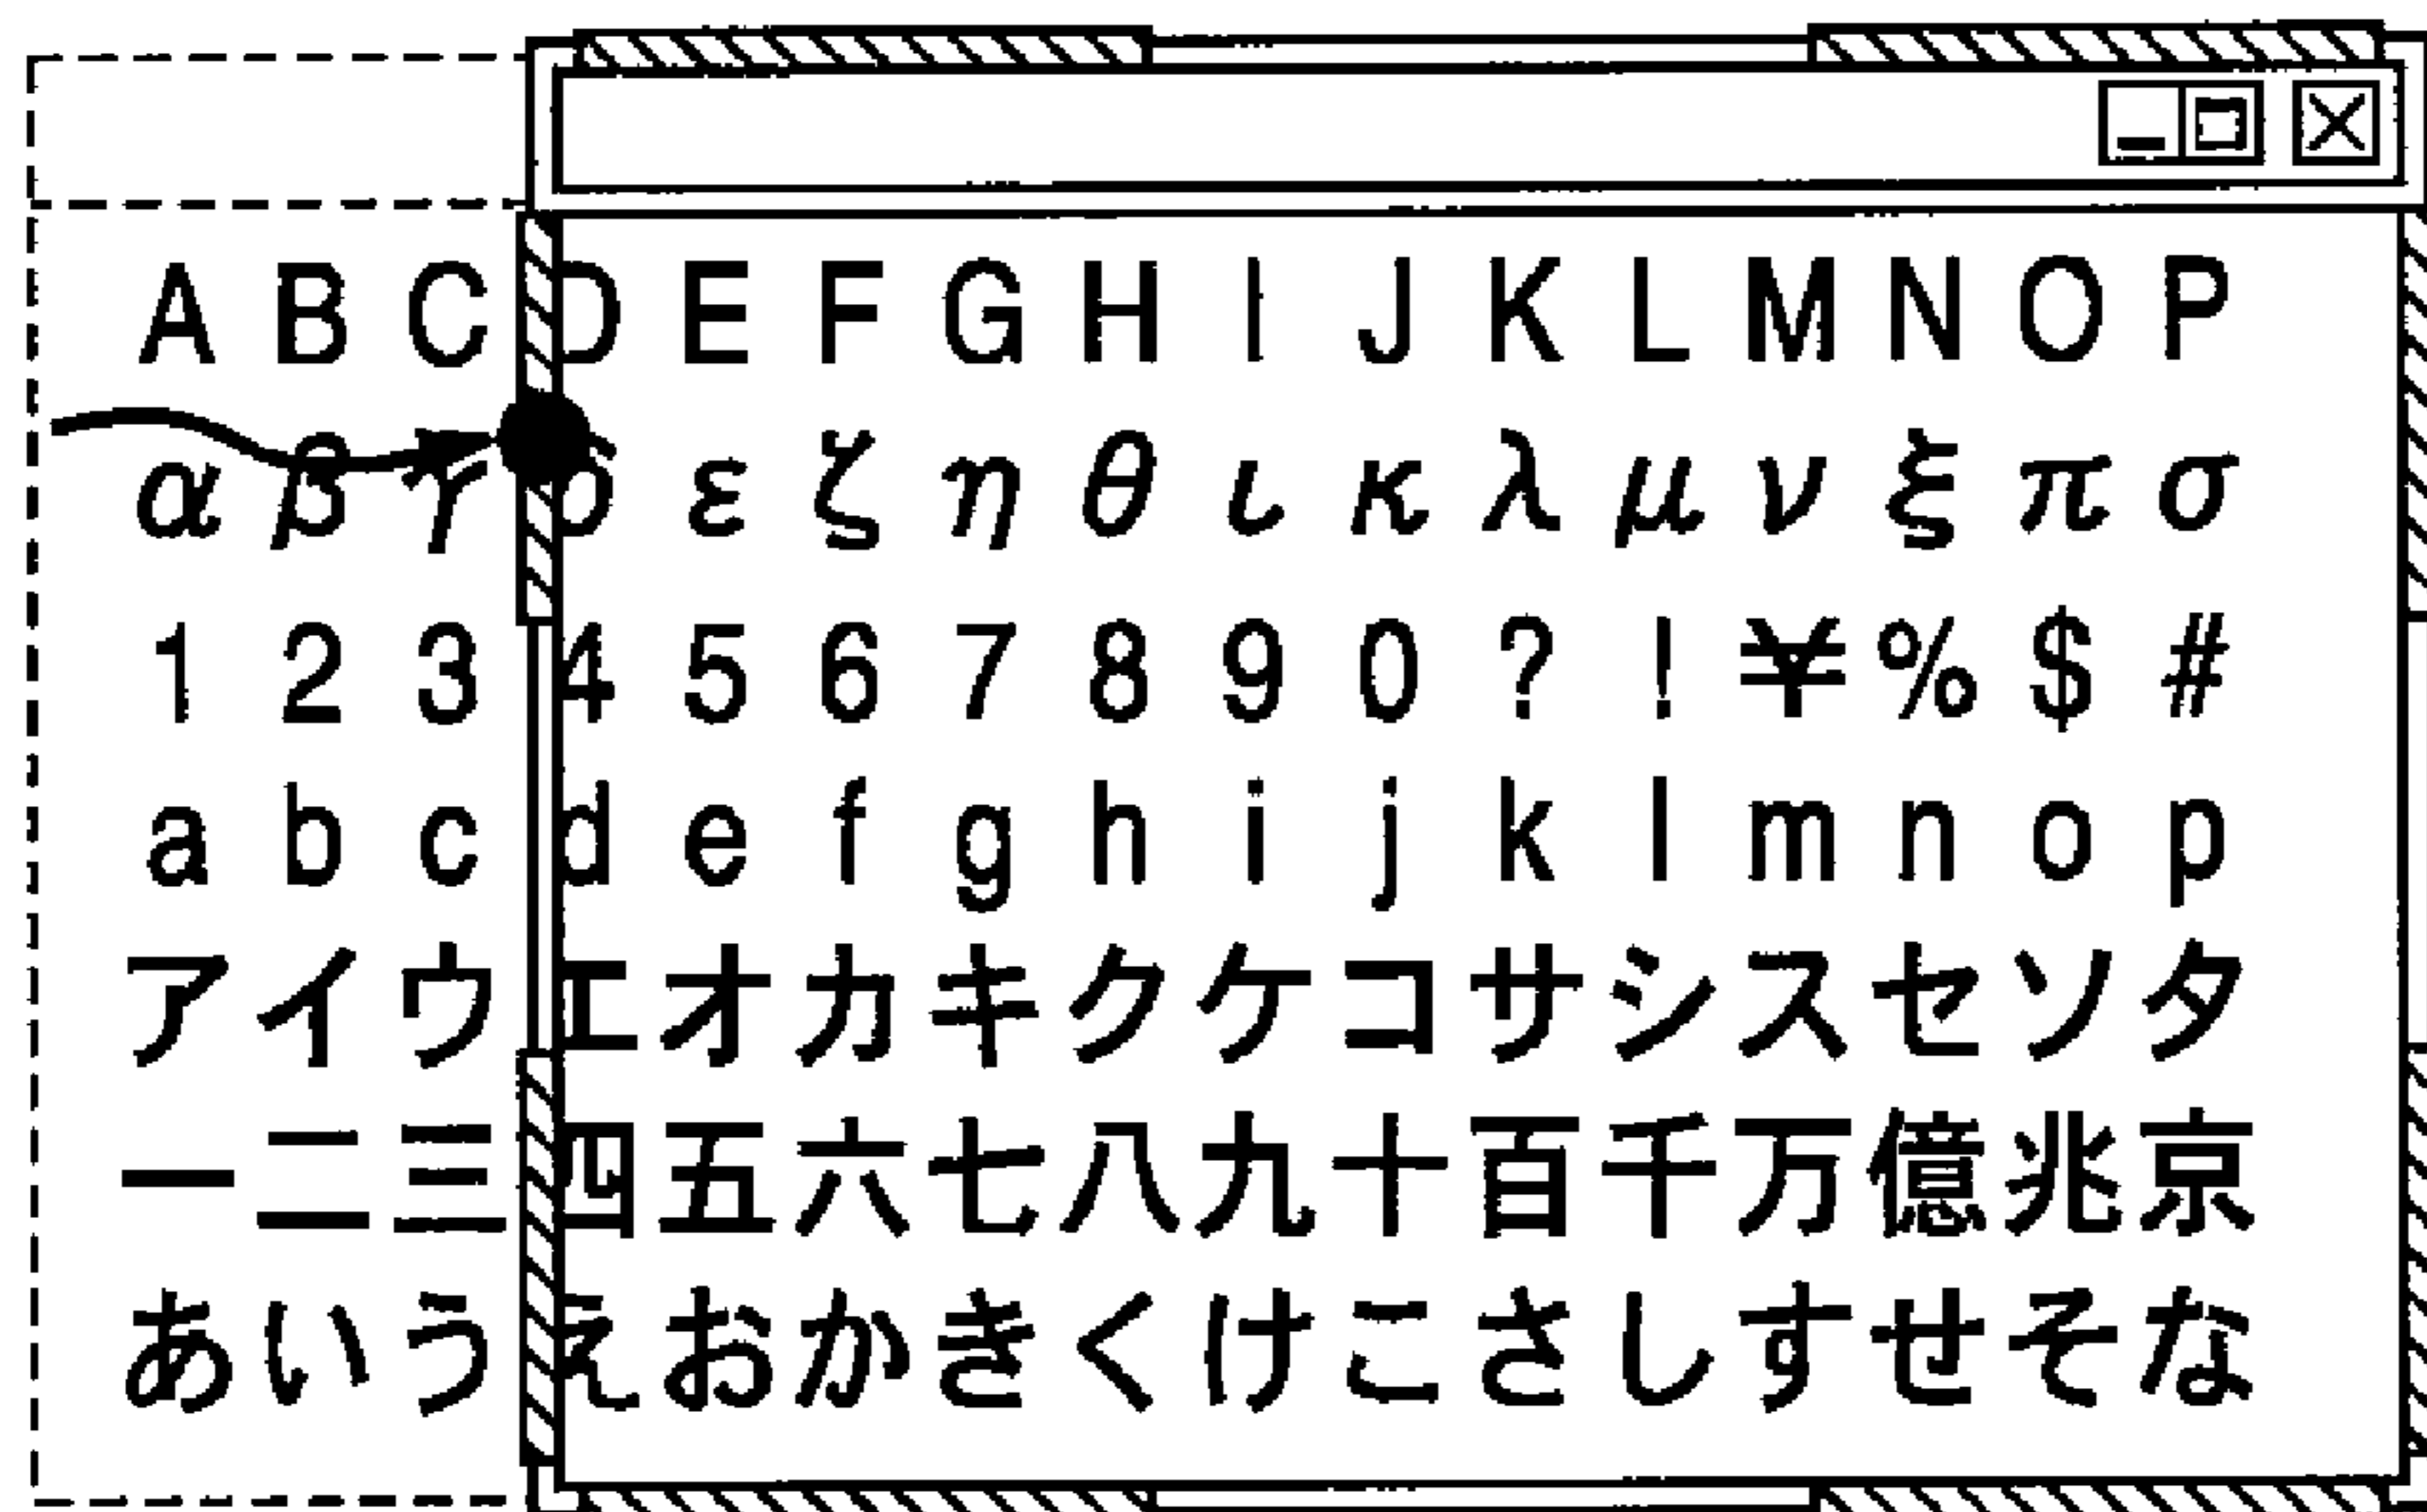 A B C D E F G H I J K L M N O P
α β γ δ ε ζ η θ ι κ λ μ ν ξ π σ
1 2 3 4 5 6 7 8 9 0 ? ! ¥ % $ #
a b c d e f g h i j k l m n o p
ア イ ウ エ オ カ キ ク ケ コ サ シ ス セ ソ タ
一 二 三 四 五 六 七 八 九 十 百 千 万 億 兆 京
あ い う え お か き く け こ さ し す せ そ な